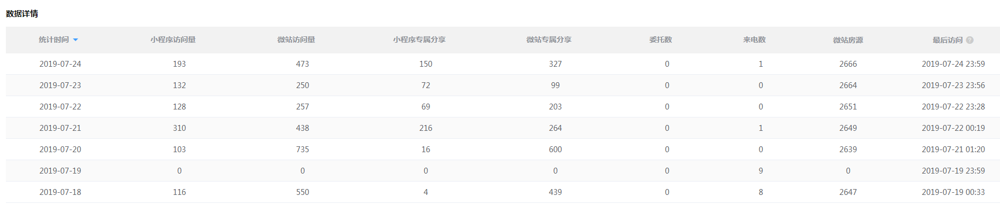 数据详情
统计时间 小程序访问量 微站访问量 小程序专属分享 微站专属分享 委托数 来电数 微站房源 最后访问 ?
2019-07-24 193 473 150 327 0 1 2666 2019-07-24 23:59
2019-07-23 132 250 72 99 0 0 2664 2019-07-23 23:56
2019-07-22 128 257 69 203 0 0 2651 2019-07-22 23:28
2019-07-21 310 438 216 264 0 1 2649 2019-07-22 00:19
2019-07-20 103 735 16 600 0 0 2639 2019-07-21 01:20
2019-07-19 0 0 0 0 0 9 0 2019-07-19 23:59
2019-07-18 116 550 4 439 0 8 2647 2019-07-19 00:33